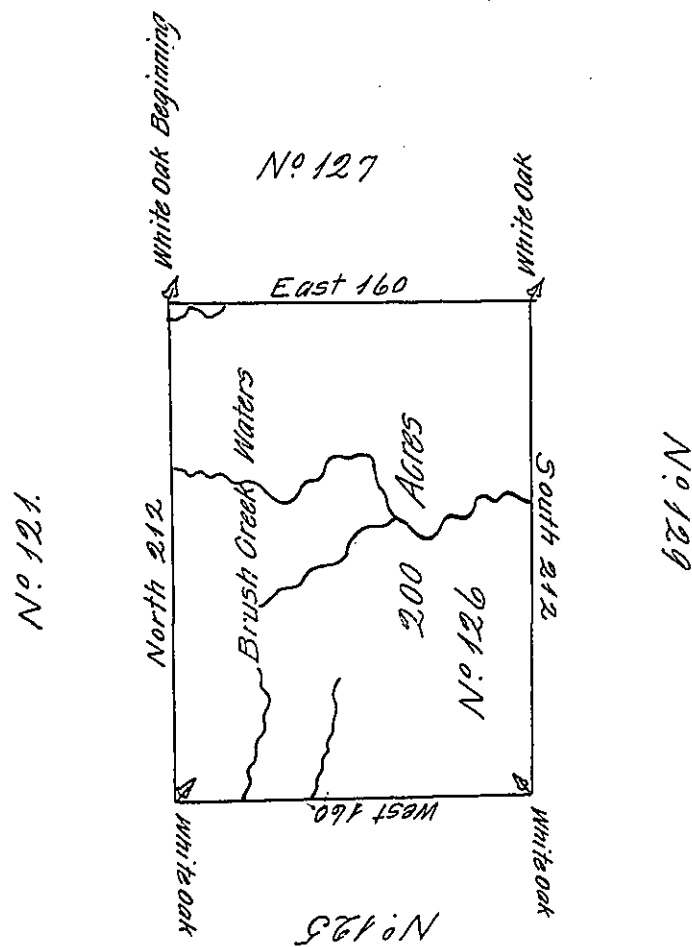 White Oak Beginning
Nº 127
White Oak
East 160
Nº 121.
North 212
Brush Creek Waters
200 Acres
Nº 126
South 212
Nº 129
West 160.
White Oak
White Oak
Nº 125